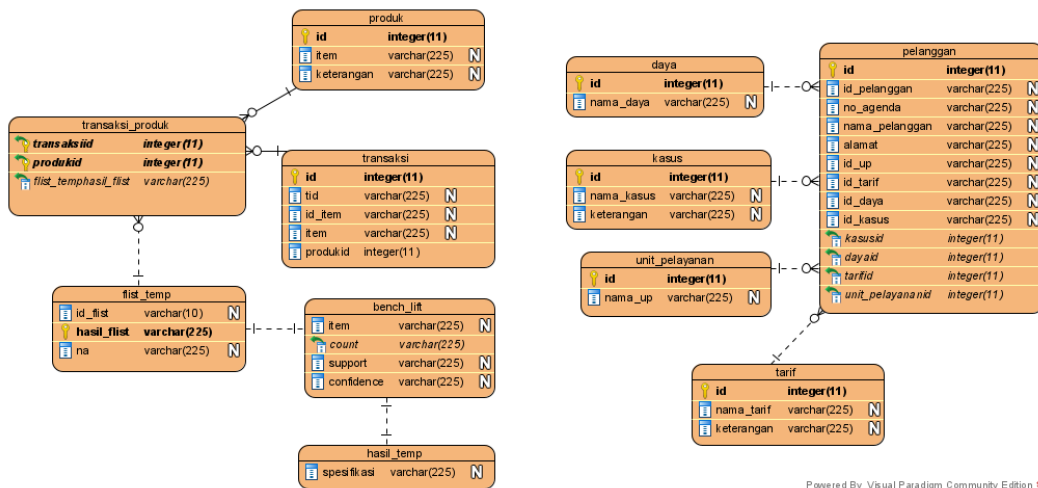 produk
id integer(11)
item varchar(225) N
keterangan varchar(225) N
transaksi_produk
transaksiid integer(11)
produkid integer(11)
flist_temphasil_flist varchar(225)
transaksi
id integer(11)
tid varchar(225) N
id_item varchar(225) N
item varchar(225) N
produkid integer(11)
flist_temp
id_flist varchar(10) N
hasil_flist varchar(225)
na varchar(225) N
bench_lift
item varchar(225) N
count varchar(225)
support varchar(225) N
confidence varchar(225) N
hasil_temp
spesifikasi varchar(225) N
daya
id integer(11)
nama_daya varchar(225) N
kasus
id integer(11)
nama_kasus varchar(225) N
keterangan varchar(225) N
unit_pelayanan
id integer(11)
nama_up varchar(225) N
pelanggan
id integer(11)
id_pelanggan varchar(225) N
no_agenda varchar(225) N
nama_pelanggan varchar(225) N
alamat varchar(225) N
id_up varchar(225) N
id_tarif varchar(225) N
id_daya varchar(225) N
id_kasus varchar(225) N
kasusid integer(11)
dayaid integer(11)
tarifid integer(11)
unit_pelayananid integer(11)
tarif
id integer(11)
nama_tarif varchar(225) N
keterangan varchar(225) N
Powered By Visual Paradigm Community Edition